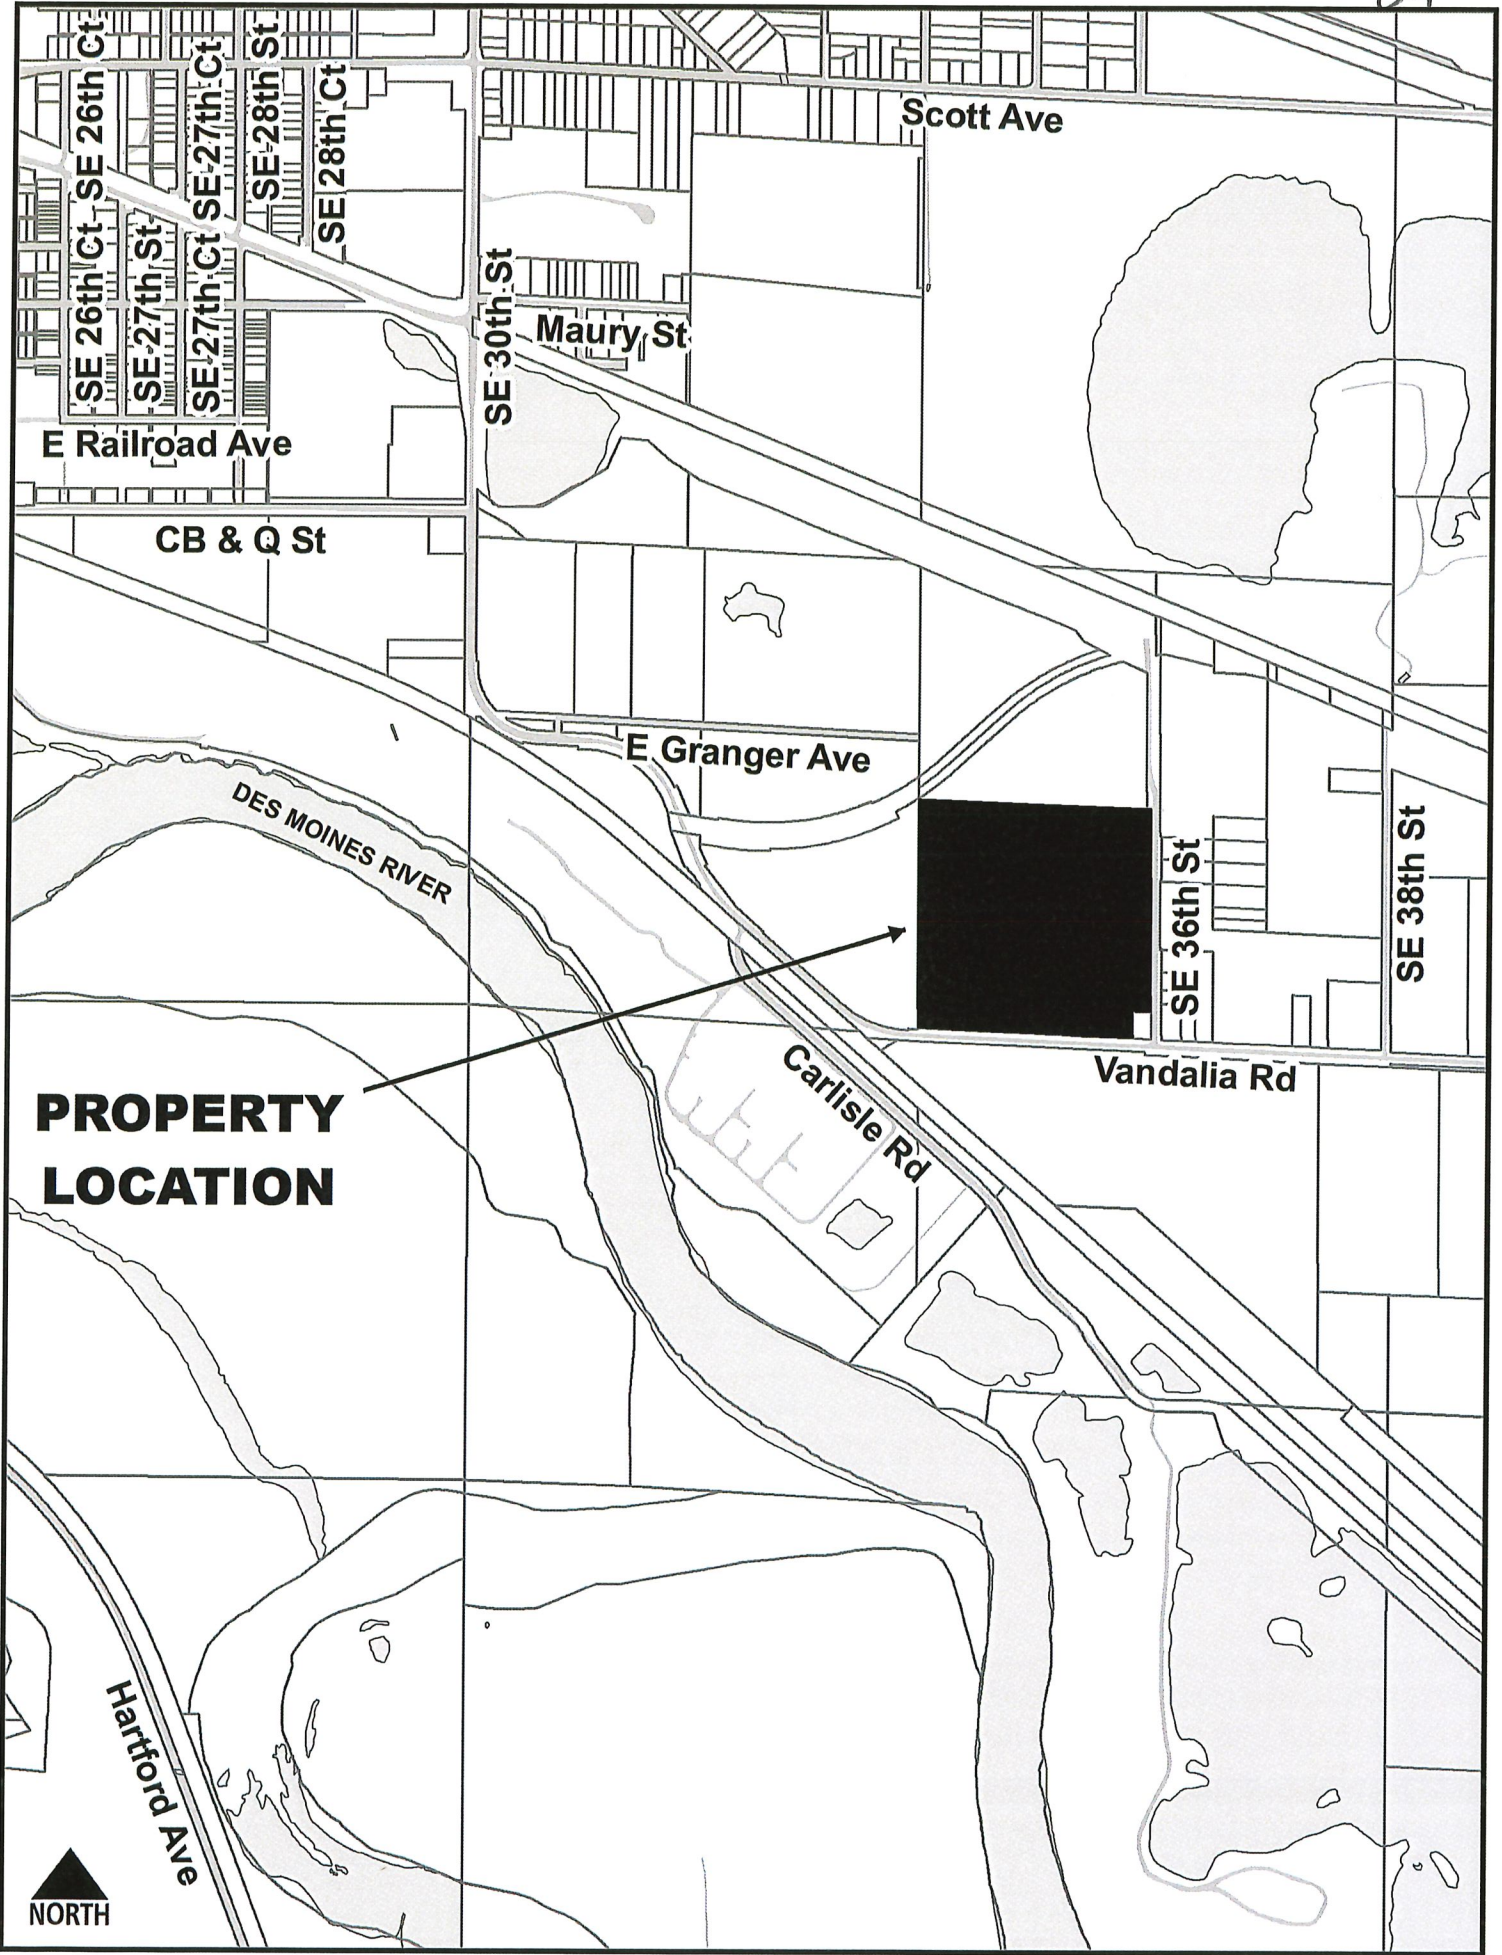 SE 26th Ct
SE 27th Ct
SE 28th St
SE 28th Ct
Scott Ave
SE 26th Ct
SE 27th St
SE 27th Ct
SE 30th St
Maury St
E Railroad Ave
CB & Q St
E Granger Ave
DES MOINES RIVER
SE 36th St
SE 38th St
Vandalia Rd
Carlisle Rd
PROPERTY
LOCATION
Hartford Ave
NORTH